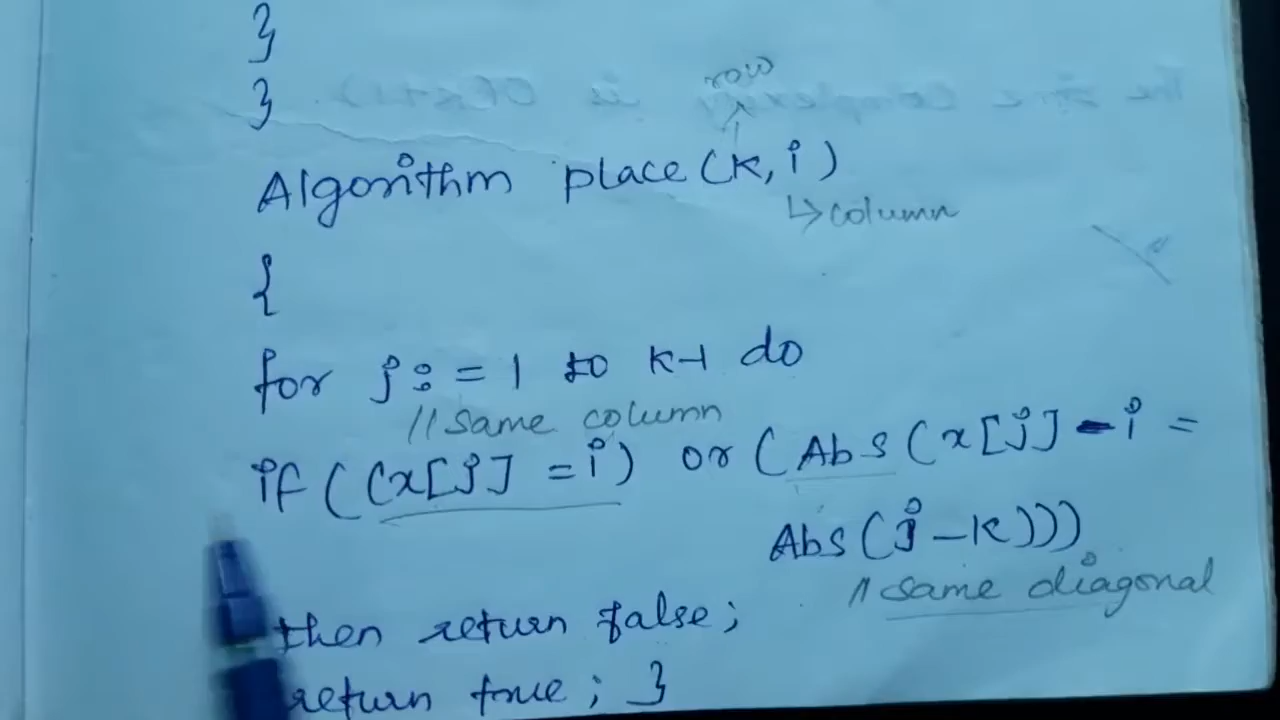 }
}
row
Algorithm place(k, i)
↳ column
{
for j := 1 to k-1 do
// same column
if ((x[j] = i) or (Abs(x[j] - i =
Abs(j - k)))
// same diagonal
then return false;
return true; }